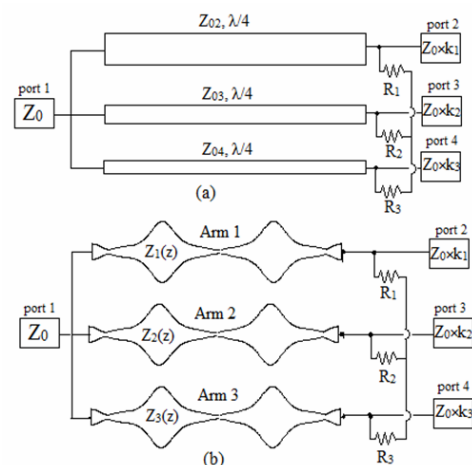 Z₀₂, λ/4
port 2
Z₀×k₁
R₁
port 1
Z₀
Z₀₃, λ/4
port 3
Z₀×k₂
R₂
Z₀₄, λ/4
port 4
Z₀×k₃
R₃
(a)
Arm 1
port 2
Z₁(z)
Z₀×k₁
R₁
port 1
Z₀
Arm 2
port 3
Z₂(z)
Z₀×k₂
R₂
Arm 3
port 4
Z₃(z)
Z₀×k₃
R₃
(b)